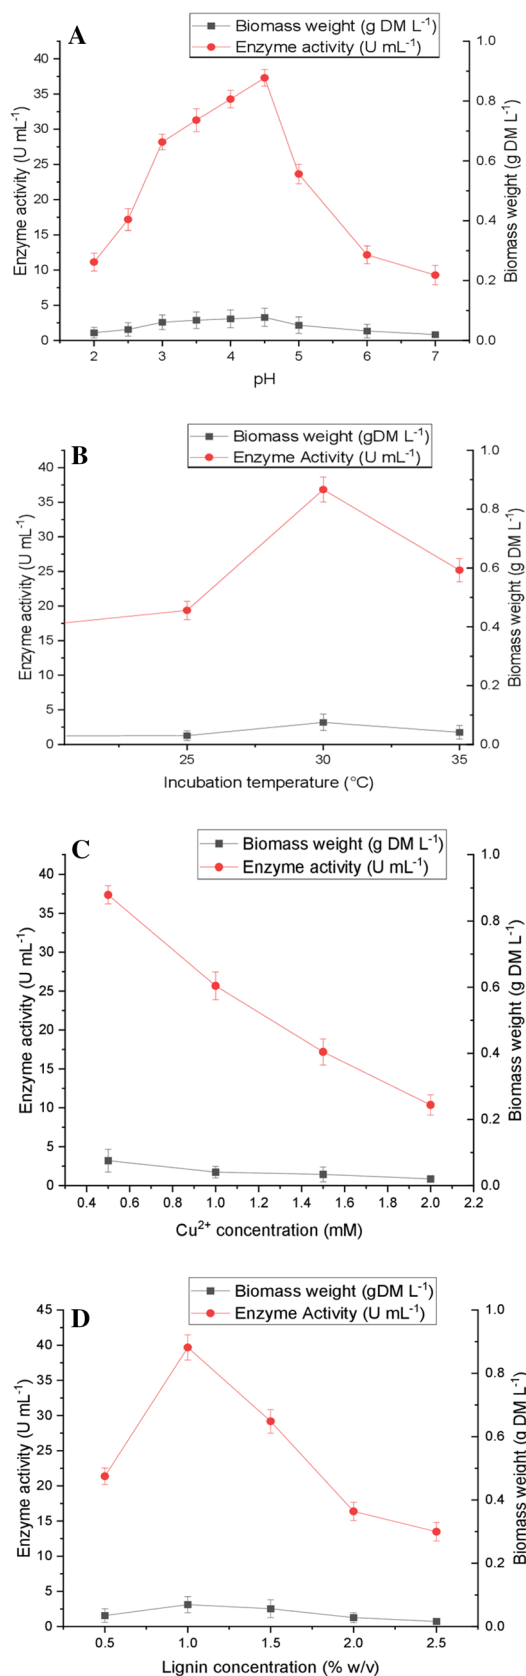 A
Biomass weight (g DM L-1)
Enzyme activity (U mL-1)
Enzyme activity (U mL-1)
40
35
30
25
20
15
10
5
0
1.0
0.8
0.6
0.4
0.2
0.0
Biomass weight (g DM L-1)
2 3 4 5 6 7
pH
B
Biomass weight (gDM L-1)
Enzyme Activity (U mL-1)
Enzyme activity (U mL-1)
40
35
30
25
20
15
10
5
0
1.0
0.8
0.6
0.4
0.2
0.0
Biomass weight (g DM L-1)
25 30 35
Incubation temperature (°C)
C
Biomass weight (g DM L-1)
Enzyme activity (U mL-1)
Enzyme activity (U mL-1)
40
35
30
25
20
15
10
5
0
1.0
0.8
0.6
0.4
0.2
0.0
Biomass weight (g DM L-1)
0.4 0.6 0.8 1.0 1.2 1.4 1.6 1.8 2.0 2.2
Cu2+ concentration (mM)
D
Biomass weight (gDM L-1)
Enzyme Activity (U mL-1)
Enzyme activity (U mL-1)
45
40
35
30
25
20
15
10
5
0
1.0
0.8
0.6
0.4
0.2
0.0
Biomass weight (g DM L-1)
0.5 1.0 1.5 2.0 2.5
Lignin concentration (% w/v)